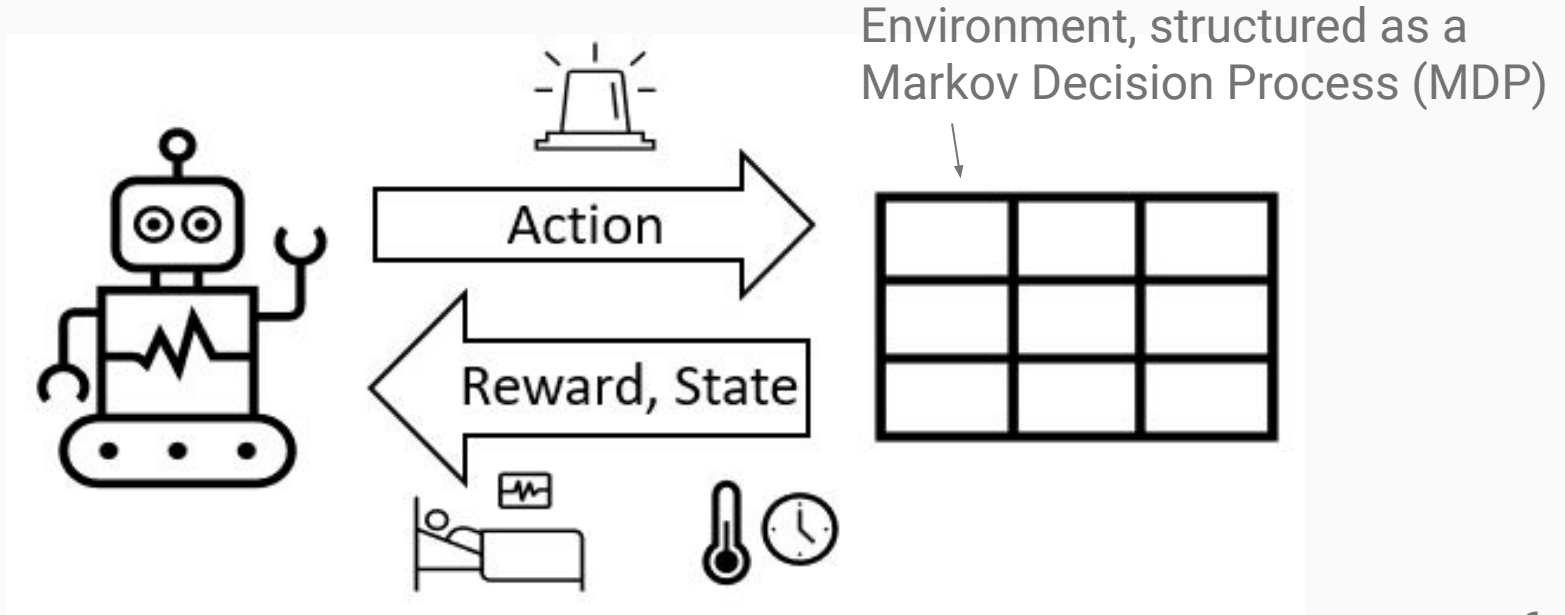 Environment, structured as a
Markov Decision Process (MDP)
Action
Reward, State